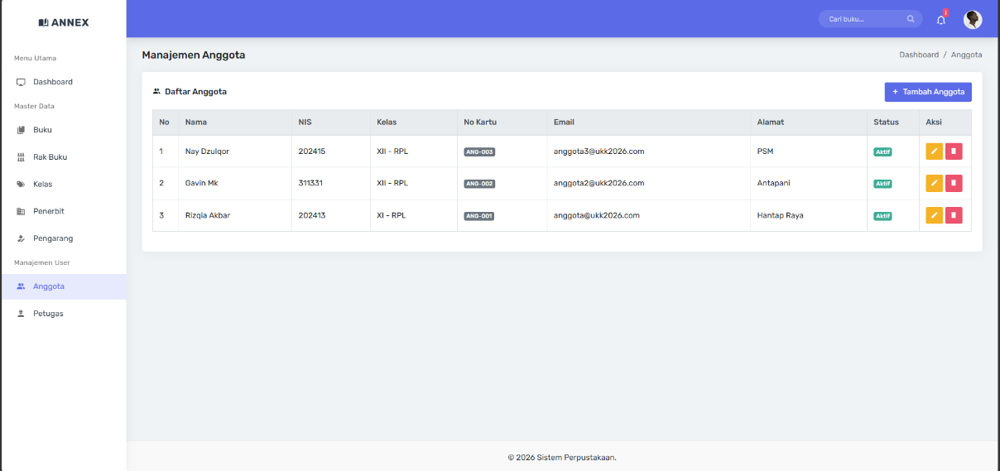 ANNEX
Cari buku...
1
Menu Utama
Dashboard
Master Data
Buku
Rak Buku
Kelas
Penerbit
Pengarang
Manajemen User
Anggota
Petugas
Manajemen Anggota
Dashboard / Anggota
Daftar Anggota
+ Tambah Anggota
No Nama NIS Kelas No Kartu Email Alamat Status Aksi
1 Nay Dzulqor 202415 XII - RPL ANG-003 anggota3@ukk2026.com PSM Aktif
2 Gavin Mk 311331 XII - RPL ANG-002 anggota2@ukk2026.com Antapani Aktif
3 Rizqia Akbar 202413 XI - RPL ANG-001 anggota@ukk2026.com Hantap Raya Aktif
© 2026 Sistem Perpustakaan.